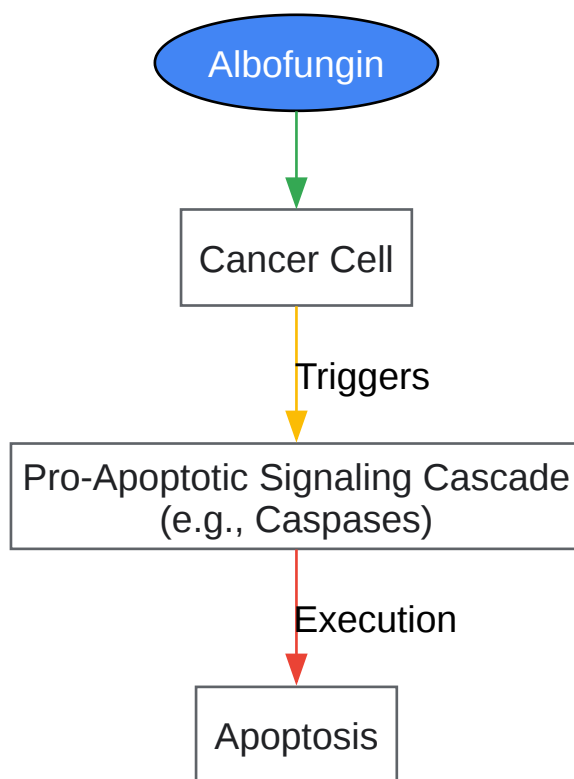 Albofungin
Cancer Cell
Triggers
Pro-Apoptotic Signaling Cascade
(e.g., Caspases)
Execution
Apoptosis